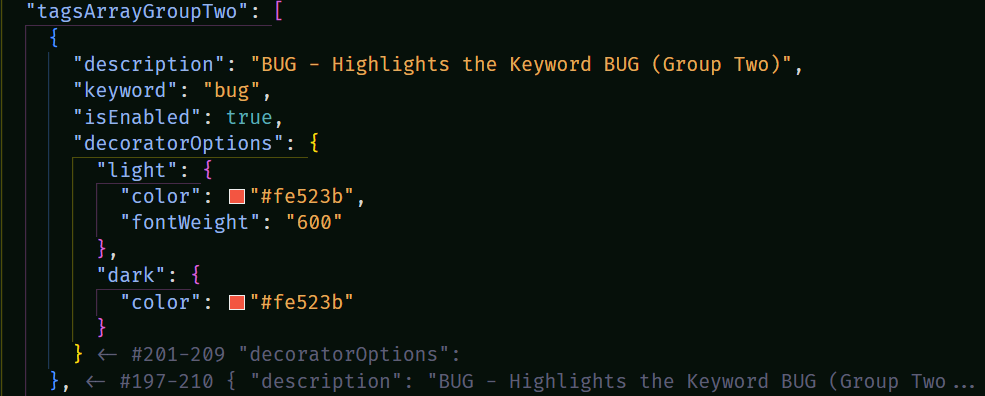 "tagsArrayGroupTwo": [
{
"description": "BUG - Highlights the Keyword BUG (Group Two)",
"keyword": "bug",
"isEnabled": true,
"decoratorOptions": {
"light": {
"color": "#fe523b",
"fontWeight": "600"
},
"dark": {
"color": "#fe523b"
}
} <- #201-209 "decoratorOptions":
}, <- #197-210 { "description": "BUG - Highlights the Keyword BUG (Group Two...